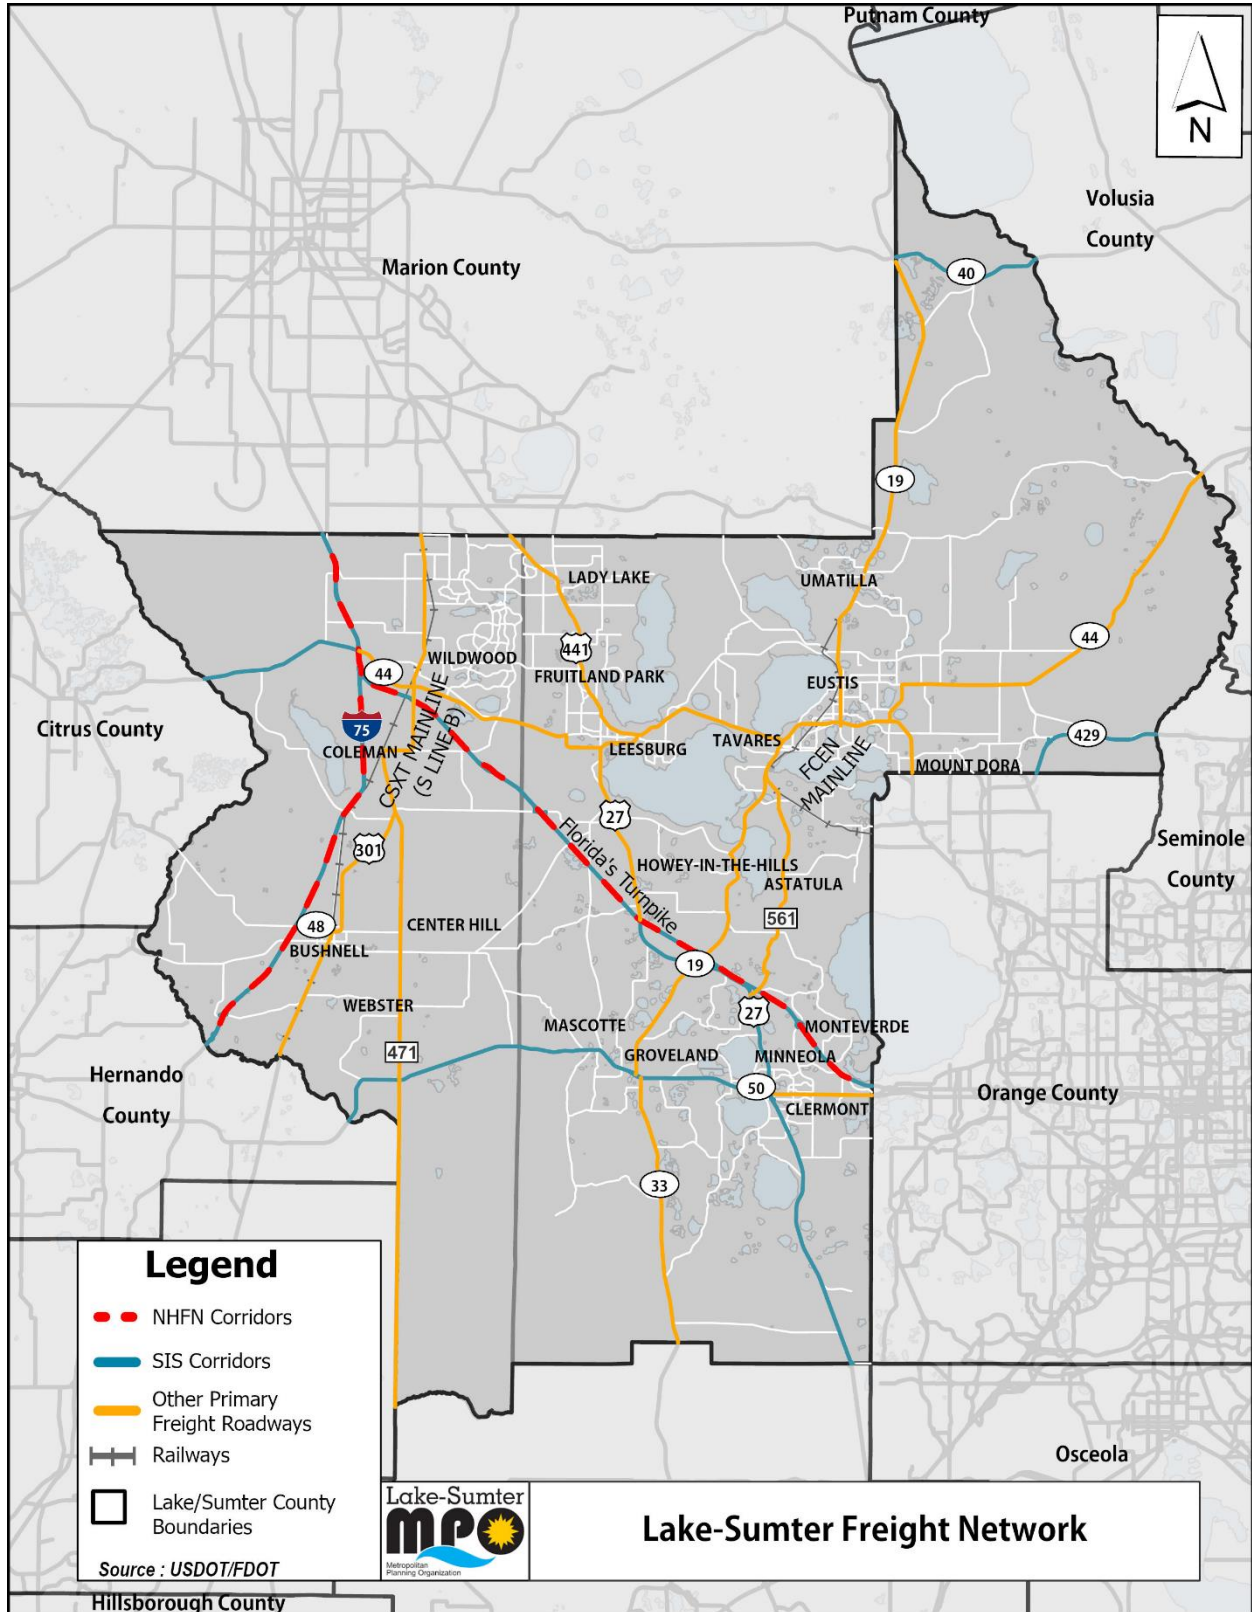 Putnam County
N
Volusia
County
Marion County
40
19
LADY LAKE
UMATILLA
44
441
WILDWOOD
44
FRUITLAND PARK
EUSTIS
Citrus County
75
COLEMAN
CSXT MAINLINE
(S LINE B)
LEESBURG
TAVARES
FCEN
MAINLINE
429
MOUNT DORA
27
Florida's Turnpike
Seminole
County
301
HOWEY-IN-THE-HILLS
ASTATULA
561
48
CENTER HILL
BUSHNELL
19
WEBSTER
MASCOTTE
27
MONTEVERDE
471
GROVELAND
MINNEOLA
Hernando
County
50
CLERMONT
Orange County
33
Legend
NHFN Corridors
SIS Corridors
Other Primary
Freight Roadways
Railways
Lake/Sumter County
Boundaries
Source : USDOT/FDOT
Osceola
Lake-Sumter
MPO
Metropolitan
Planning Organization
Lake-Sumter Freight Network
Hillsborough County